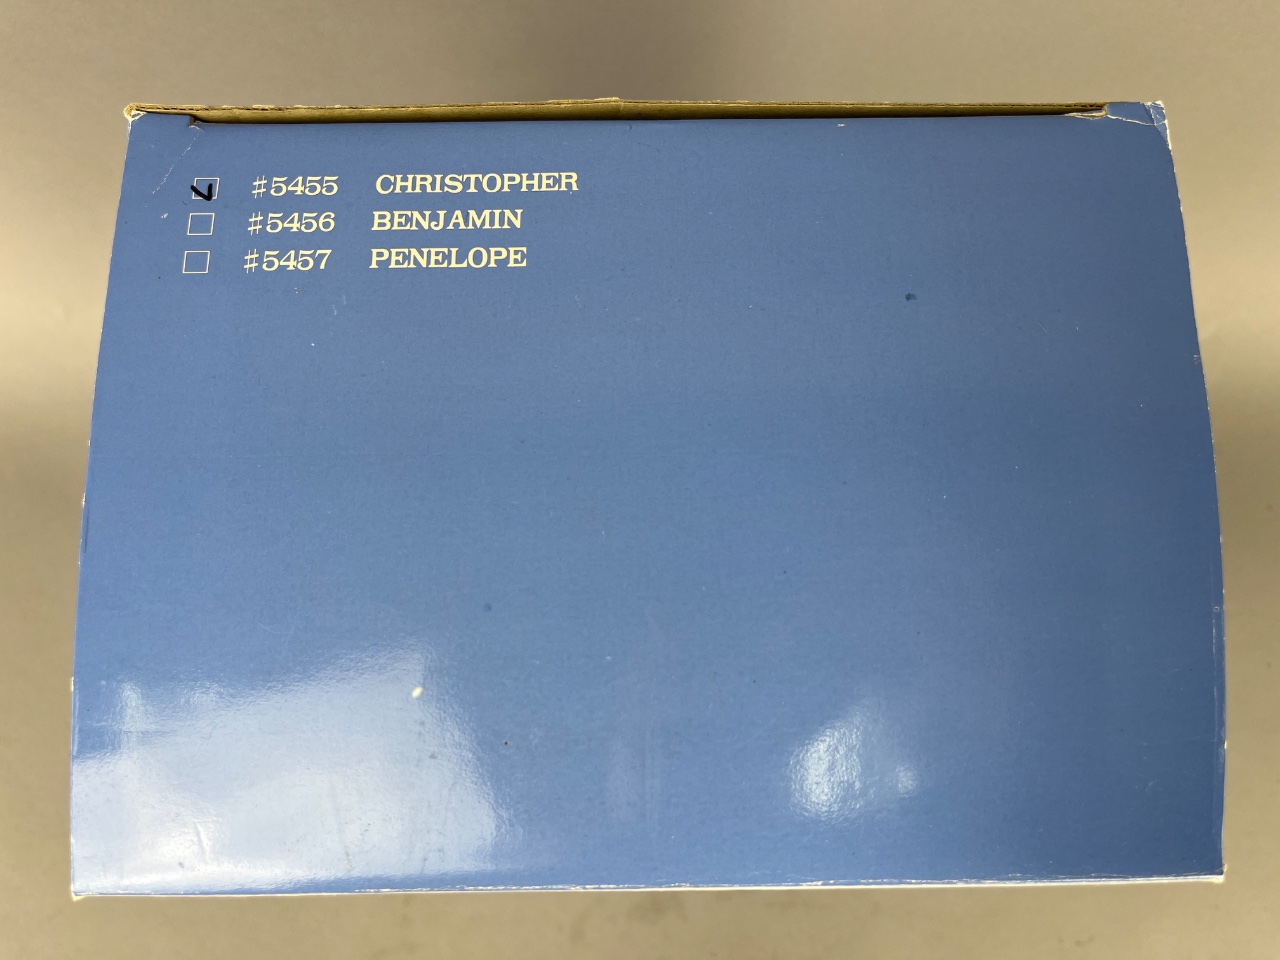 #5455 CHRISTOPHER
#5456 BENJAMIN
#5457 PENELOPE